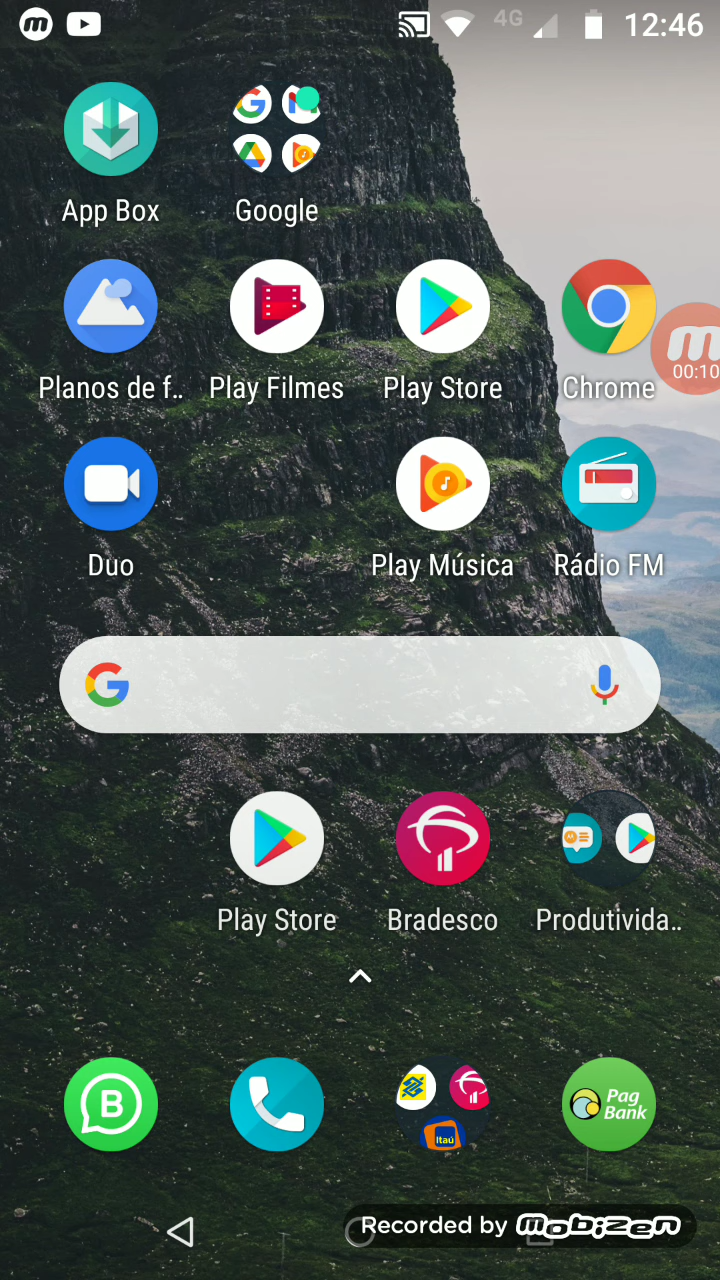 4G 12:46
App Box Google
Planos de f.. Play Filmes Play Store Chrome
00:10
Duo Play Música Rádio FM
Play Store Bradesco Produtivida..
B
Itaú
Pag
Bank
Recorded by mobizen